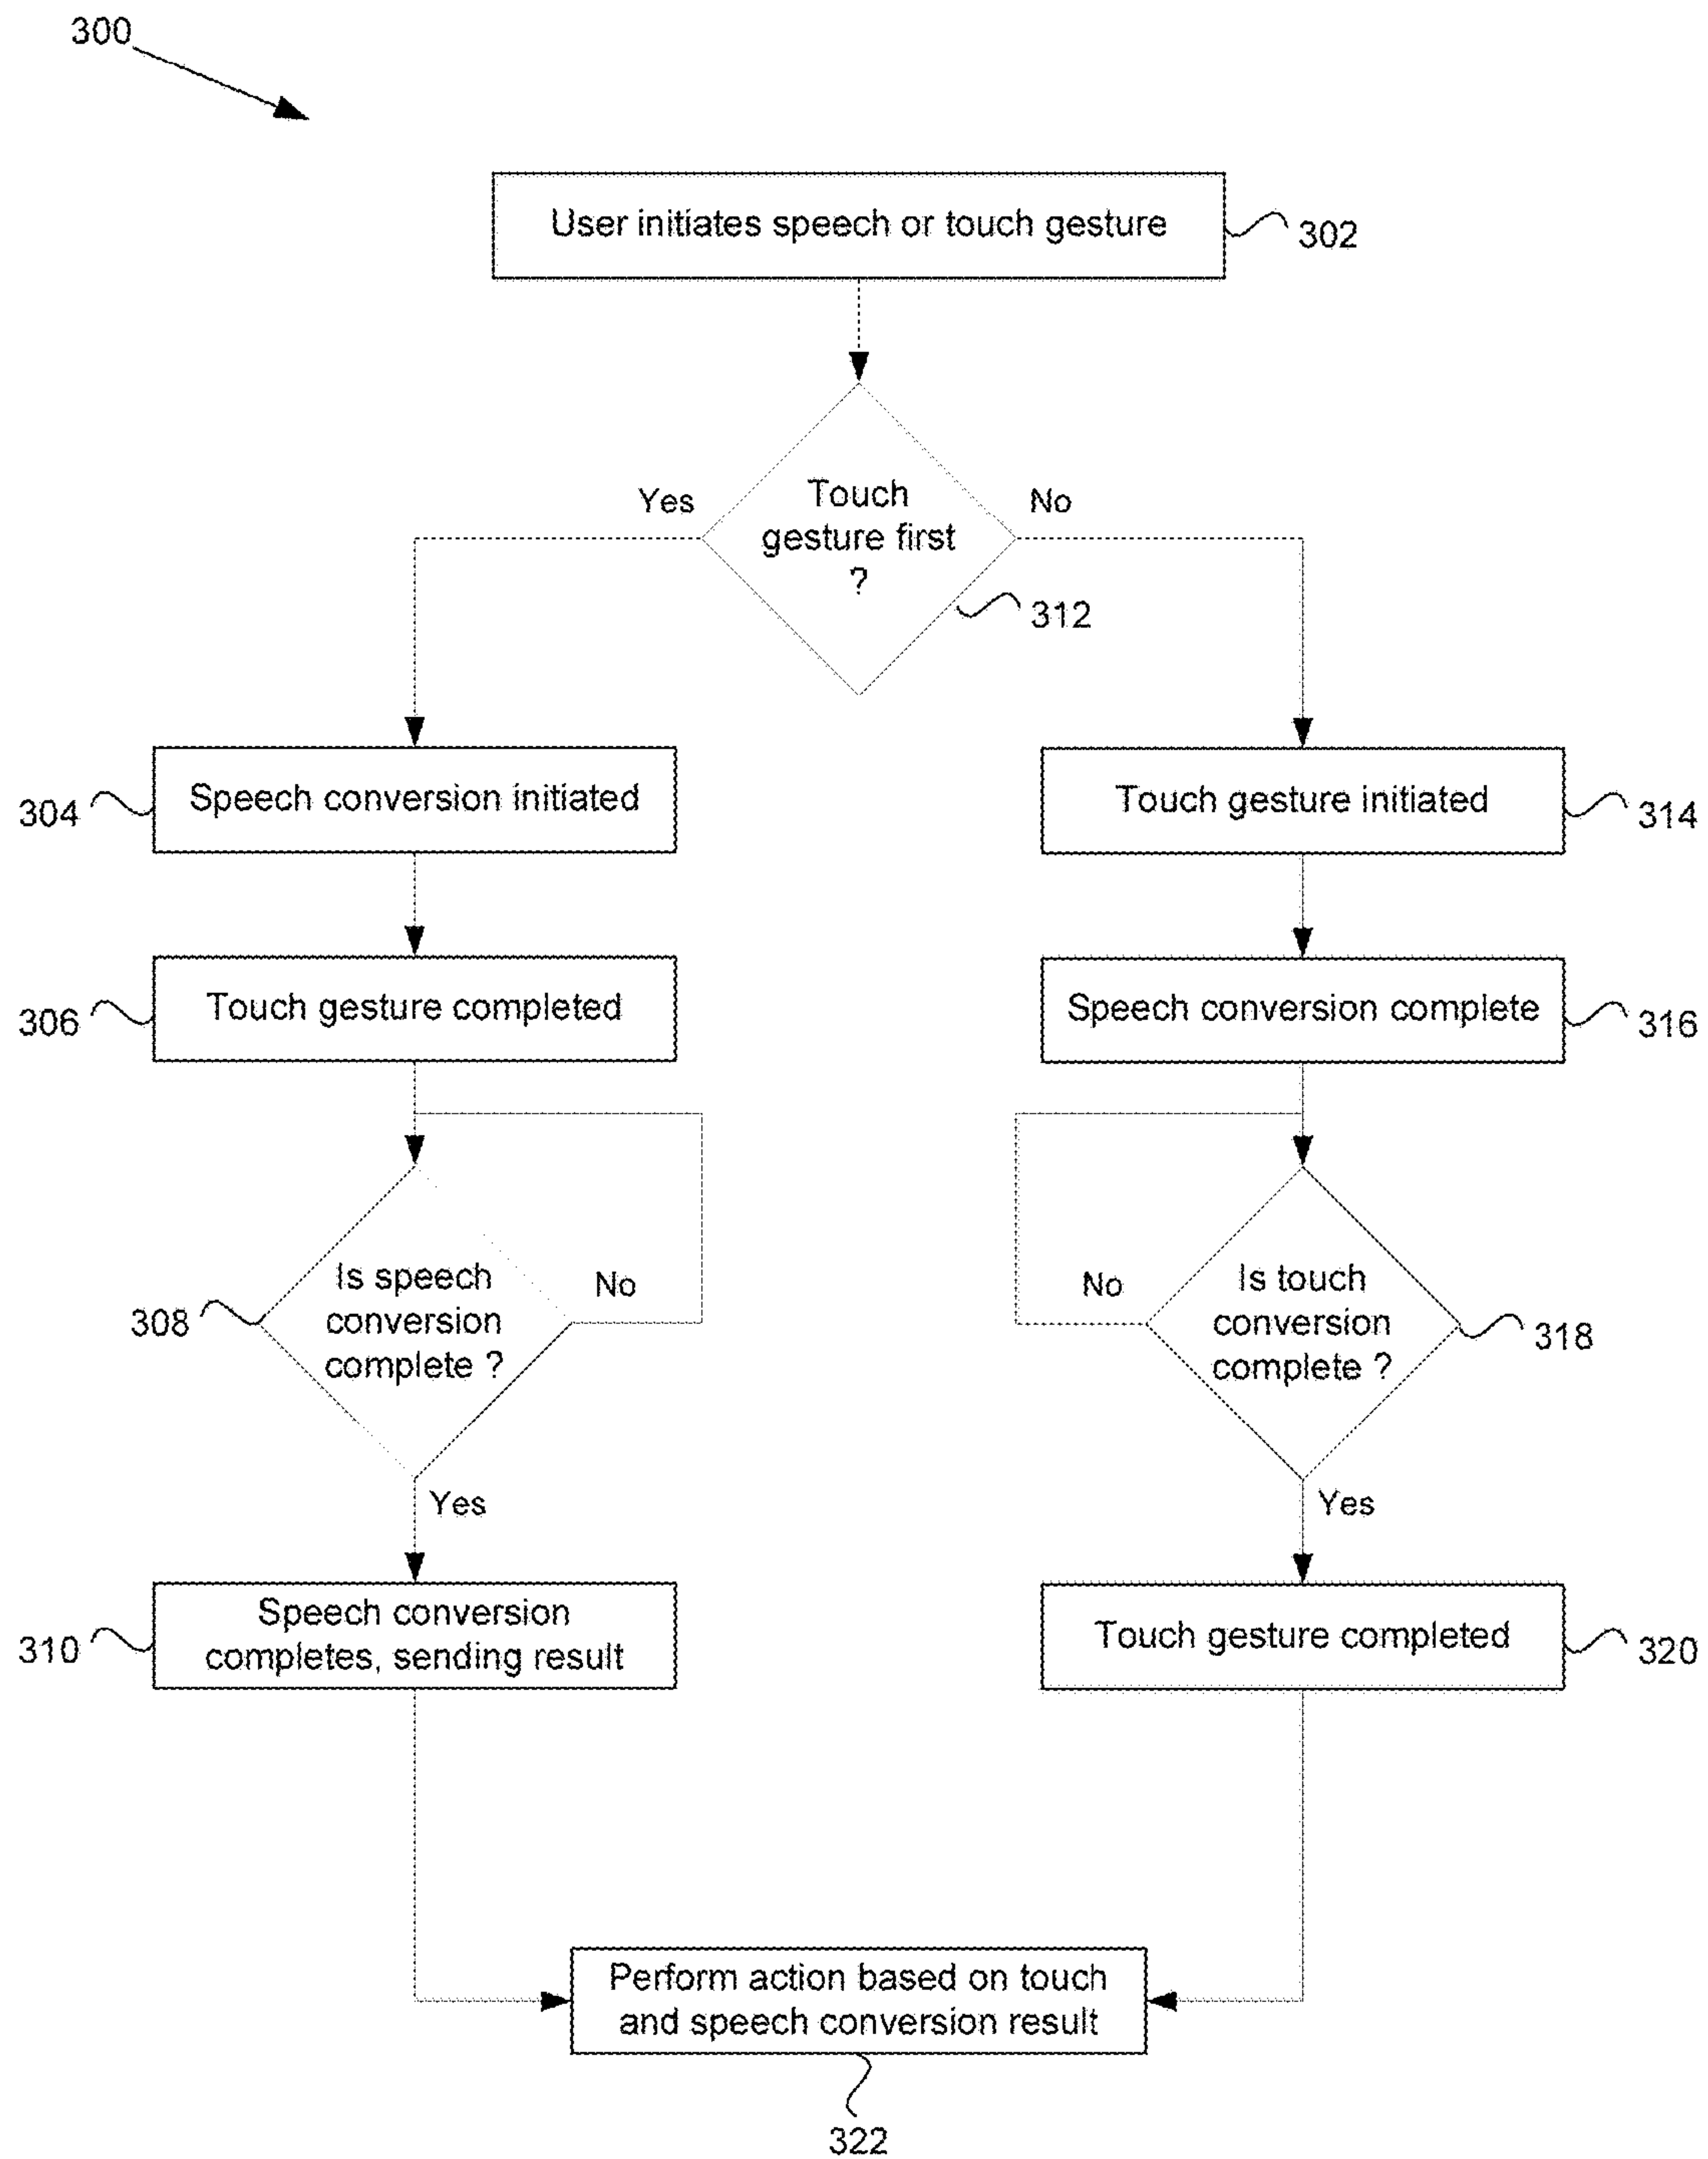 300
User initiates speech or touch gesture
302
Touch
gesture first
?
Yes
No
312
Speech conversion initiated
304
Touch gesture initiated
314
Touch gesture completed
306
Speech conversion complete
316
Is speech
conversion
complete ?
No
308
Yes
Is touch
conversion
complete ?
No
318
Yes
Speech conversion
completes, sending result
310
Touch gesture completed
320
Perform action based on touch
and speech conversion result
322